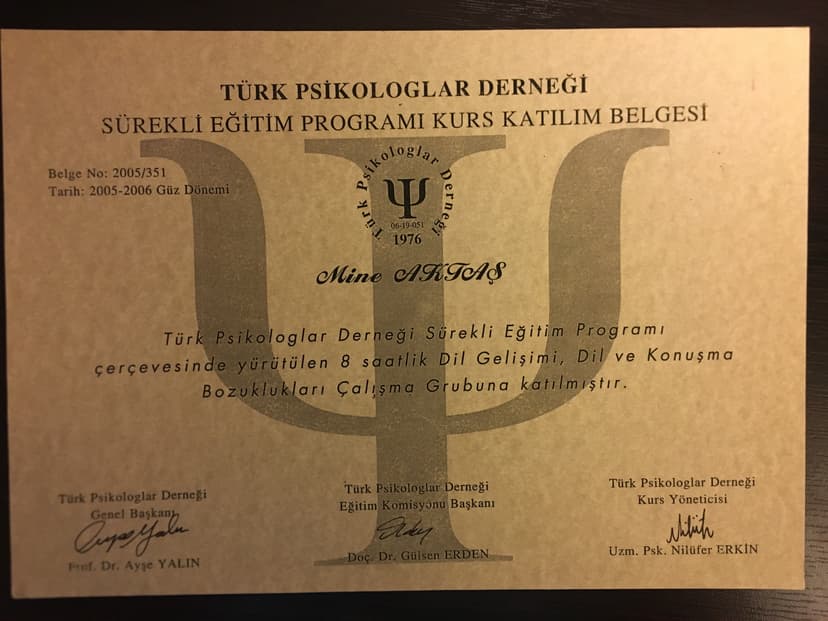 TÜRK PSİKOLOGLAR DERNEĞİ
SÜREKLİ EĞİTİM PROGRAMI KURS KATILIM BELGESİ
Belge No: 2005/351
Tarih: 2005-2006 Güz Dönemi
Türk Psikologlar Derneği
Ψ
06-19-051
1976
Mine AKTAŞ
Türk Psikologlar Derneği Sürekli Eğitim Programı
çerçevesinde yürütülen 8 saatlik Dil Gelişimi, Dil ve Konuşma
Bozuklukları Çalışma Grubuna katılmıştır.
Türk Psikologlar Derneği
Genel Başkanı
Prof. Dr. Ayşe YALIN
Türk Psikologlar Derneği
Eğitim Komisyonu Başkanı
Doç. Dr. Gülsen ERDEN
Türk Psikologlar Derneği
Kurs Yöneticisi
Uzm. Psk. Nilüfer ERKİN